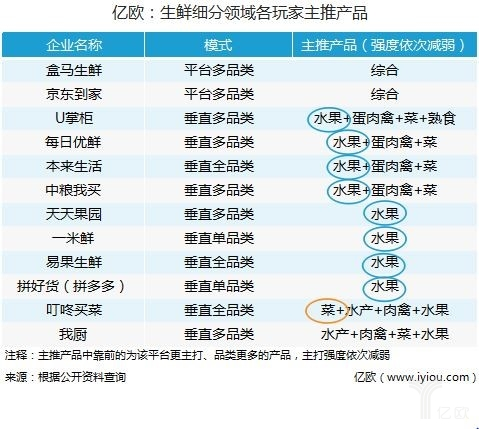 亿欧：生鲜细分领域各玩家主推产品
企业名称 模式 主推产品（强度依次减弱）
盒马生鲜 平台多品类 综合
京东到家 平台多品类 综合
U掌柜 垂直多品类 水果+蛋肉禽+菜+熟食
每日优鲜 垂直多品类 水果+蛋肉禽+菜
本来生活 垂直全品类 水果+蛋肉禽+菜
中粮我买 垂直多品类 水果+蛋肉禽+菜
天天果园 垂直多品类 水果
一米鲜 垂直单品类 水果
易果生鲜 垂直全品类 水果
拼好货（拼多多） 垂直单品类 水果
叮咚买菜 垂直全品类 菜+水产+肉禽+水果
我厨 垂直多品类 水产+肉禽+菜+水果
注释：主推产品中靠前的为该平台更主打、品类更多的产品，主打强度依次减弱
来源：根据公开资料查询 亿欧（www.iyiou.com）
亿欧